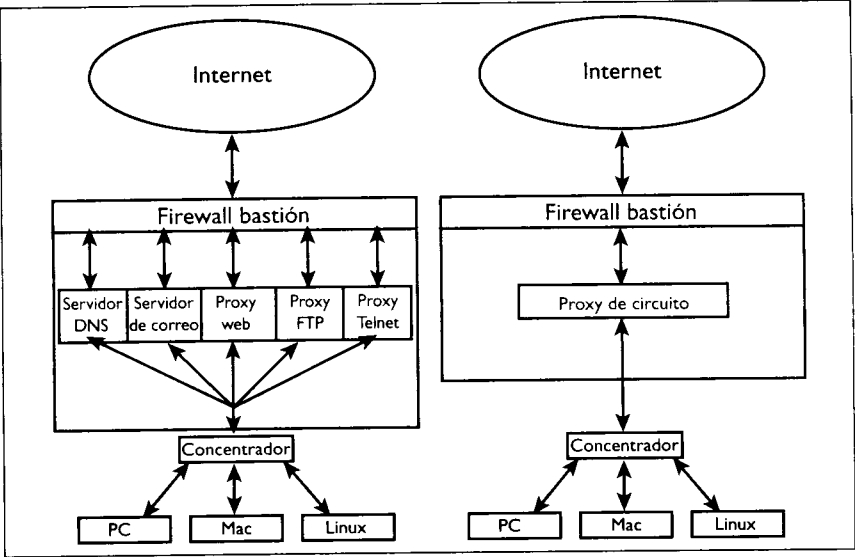 Internet
Firewall bastión
Servidor
DNS
Servidor
de correo
Proxy
web
Proxy
FTP
Proxy
Telnet
Concentrador
PC
Mac
Linux
Internet
Firewall bastión
Proxy de circuito
Concentrador
PC
Mac
Linux